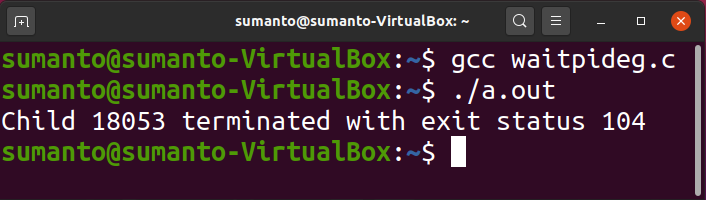 sumanto@sumanto-VirtualBox: ~
sumanto@sumanto-VirtualBox:~$ gcc waitpideg.c
sumanto@sumanto-VirtualBox:~$ ./a.out
Child 18053 terminated with exit status 104
sumanto@sumanto-VirtualBox:~$